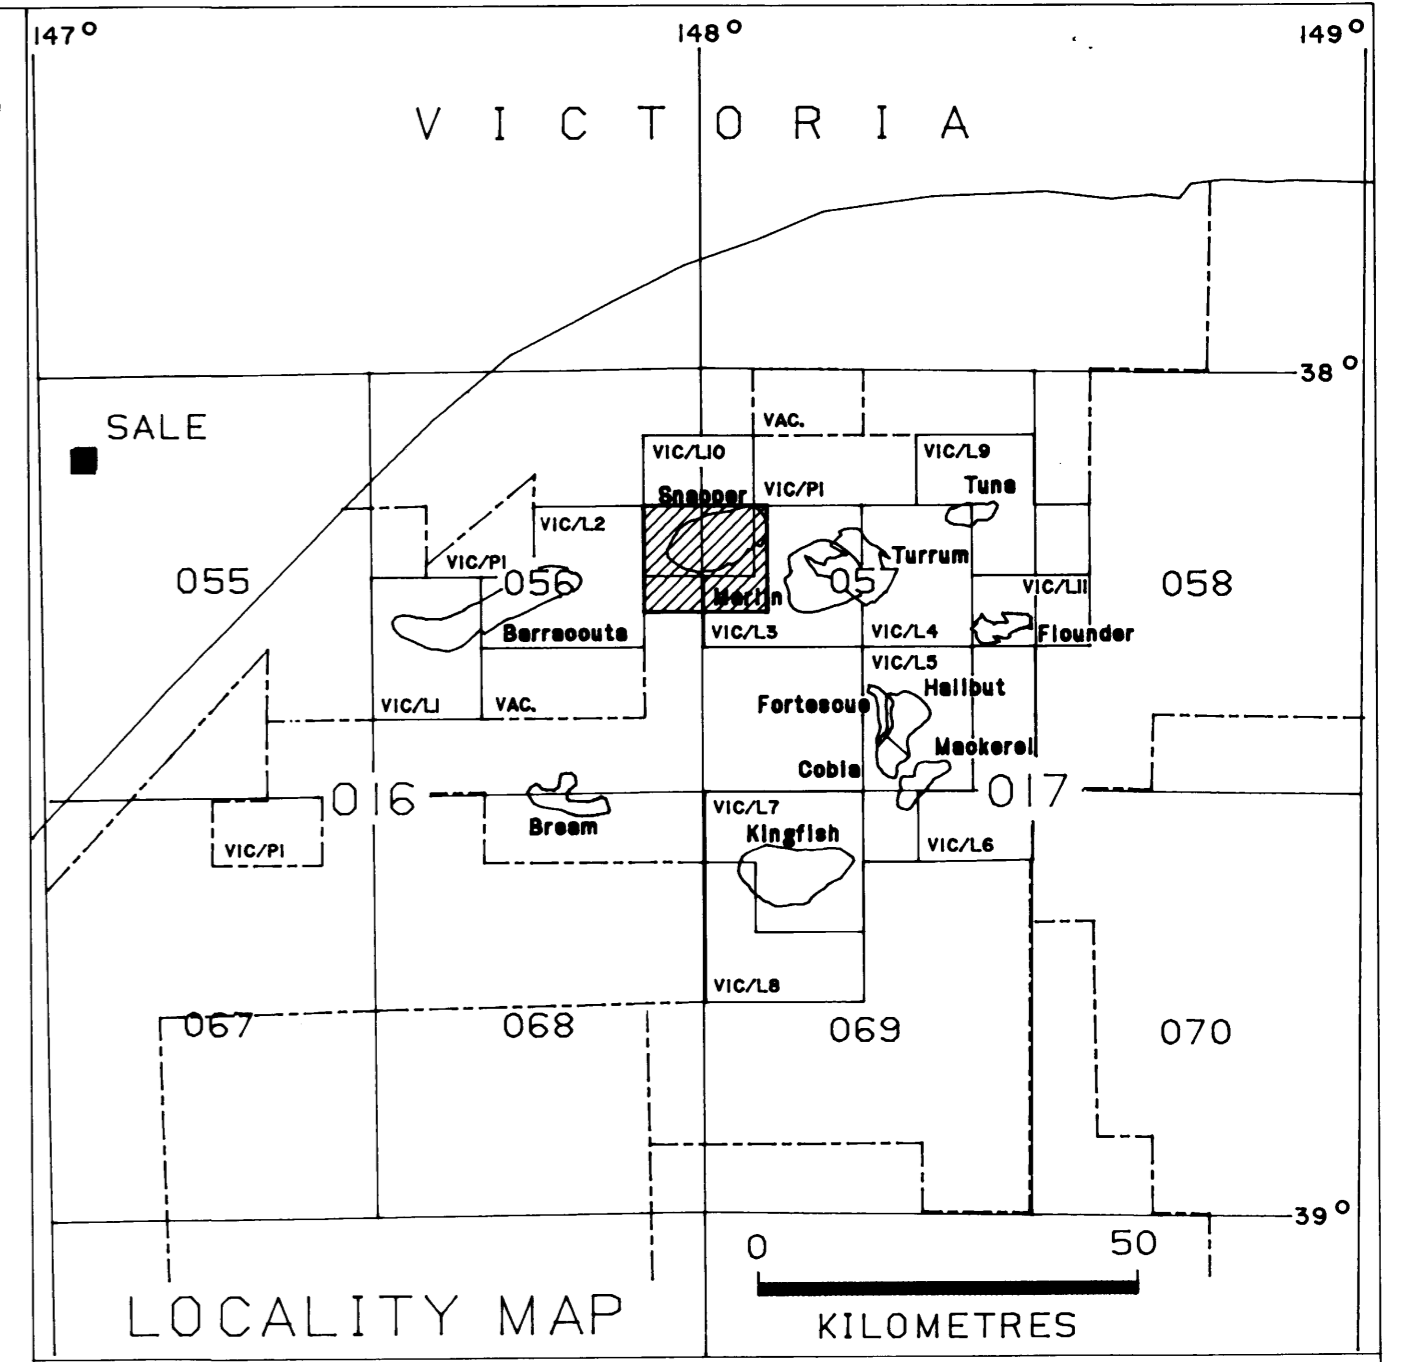 147° 148° 149°
VICTORIA
38°
SALE
VAC.
VIC/L10 VIC/L9
Snapper VIC/P1 Tuna
VIC/L2
VIC/P1 Turrum
055 056 05 058
VIC/L11
Marlin
Barracouta VIC/L3 VIC/L4 Flounder
VIC/L5
Halibut
VIC/L1 VAC. Fortescue
Mackerel
Cobia
016 017
VIC/L7
Bream Kingfish
VIC/P1 VIC/L6
VIC/L8
067 068 069 070
39°
0 50
LOCALITY MAP
KILOMETRES